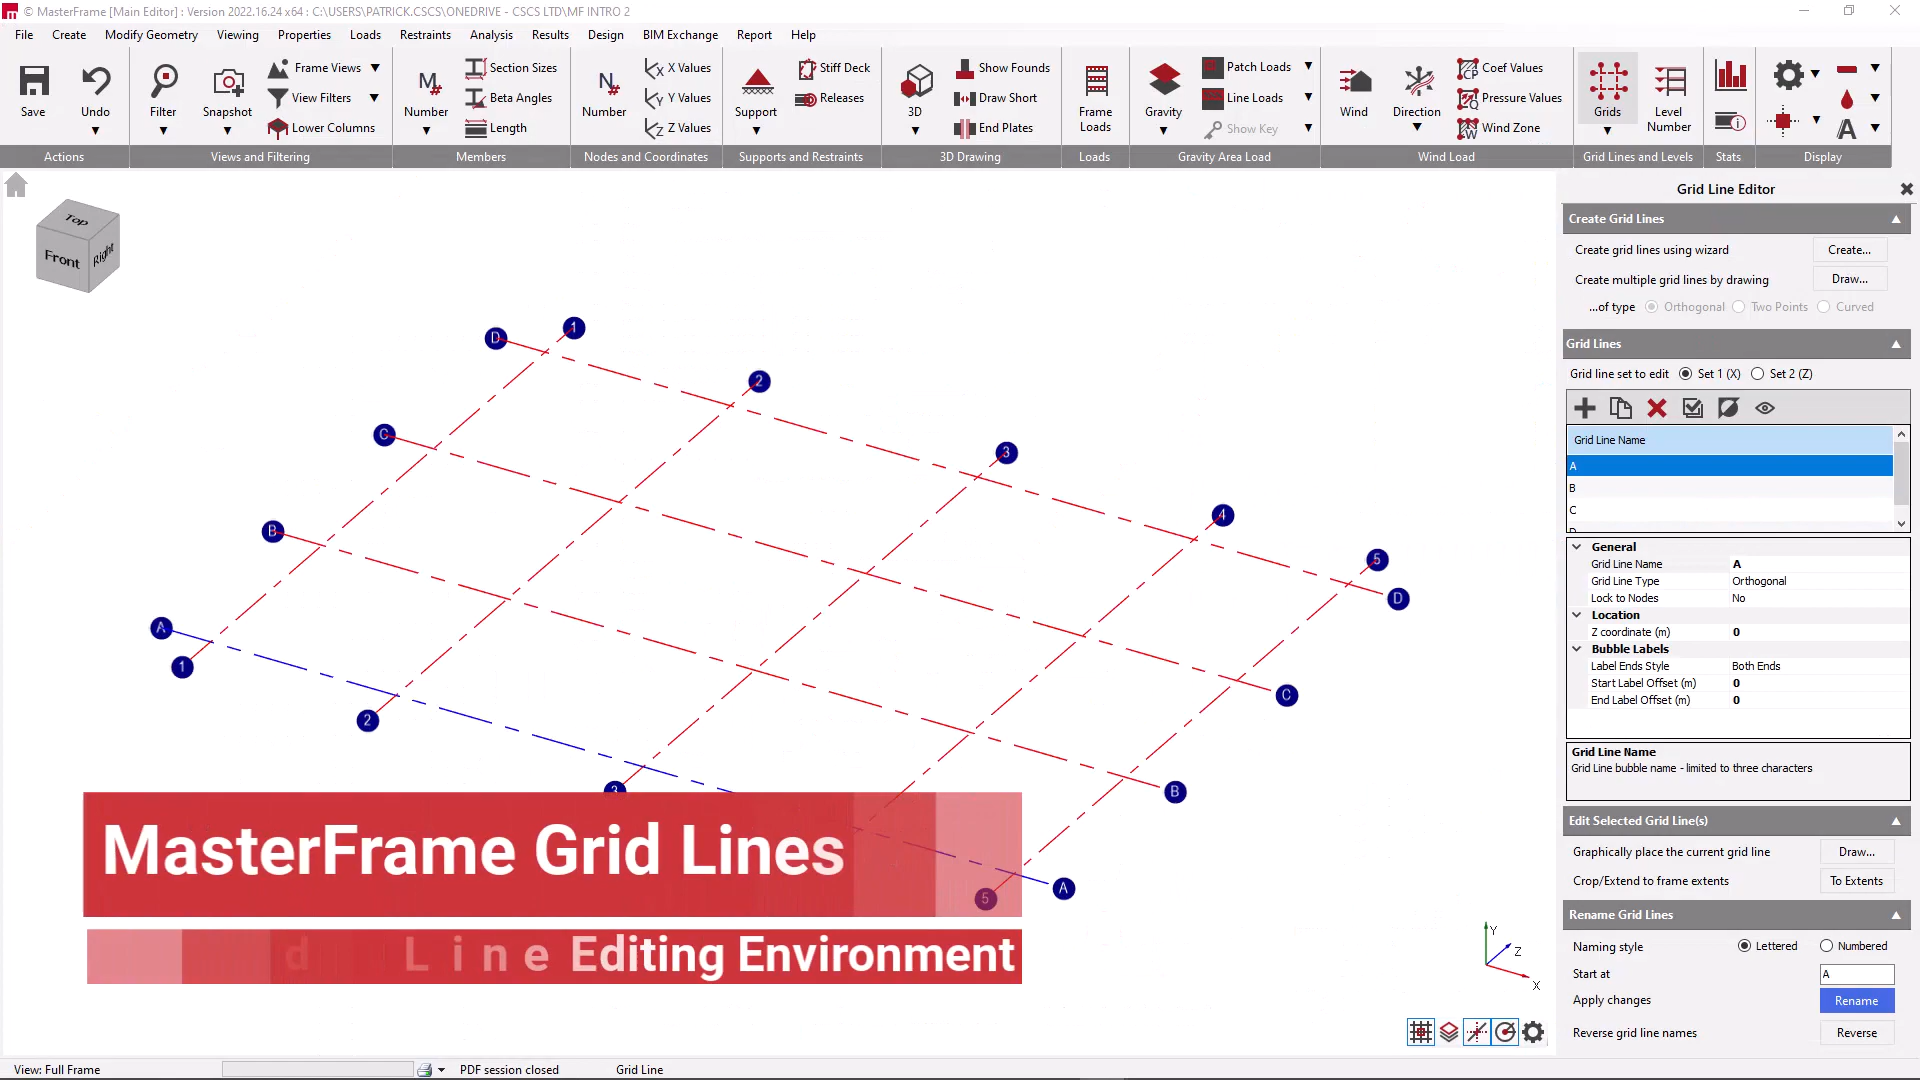 © MasterFrame [Main Editor] : Version 2022.16.24 x64 : C:\USERS\PATRICK.CSCS\ONEDRIVE - CSCS LTD\MF INTRO 2
File Create Modify Geometry Viewing Properties Loads Restraints Analysis Results Design BIM Exchange Report Help
Save
Undo
Actions
Filter
Snapshot
Frame Views
View Filters
Lower Columns
Views and Filtering
Number
Section Sizes
Beta Angles
Length
Members
Number
X Values
Y Values
Z Values
Nodes and Coordinates
Support
Stiff Deck
Releases
Supports and Restraints
3D
Show Founds
Draw Short
End Plates
3D Drawing
Frame
Loads
Loads
Gravity
Patch Loads
Line Loads
Show Key
Gravity Area Load
Wind
Direction
Coef Values
Pressure Values
Wind Zone
Wind Load
Grids
Level
Number
Grid Lines and Levels
Stats
Display
Top
Front
Right
D
1
2
C
3
4
B
5
D
A
1
C
2
3
B
A
5
MasterFrame Grid Lines
d Line Editing Environment
Y
Z
X
Grid Line Editor
Create Grid Lines
Create grid lines using wizard Create...
Create multiple grid lines by drawing Draw...
...of type Orthogonal Two Points Curved
Grid Lines
Grid line set to edit Set 1 (X) Set 2 (Z)
Grid Line Name
A
B
C
D
General
Grid Line Name A
Grid Line Type Orthogonal
Lock to Nodes No
Location
Z coordinate (m) 0
Bubble Labels
Label Ends Style Both Ends
Start Label Offset (m) 0
End Label Offset (m) 0
Grid Line Name
Grid Line bubble name - limited to three characters
Edit Selected Grid Line(s)
Graphically place the current grid line Draw...
Crop/Extend to frame extents To Extents
Rename Grid Lines
Naming style Lettered Numbered
Start at A
Apply changes Rename
Reverse grid line names Reverse
View: Full Frame PDF session closed Grid Line